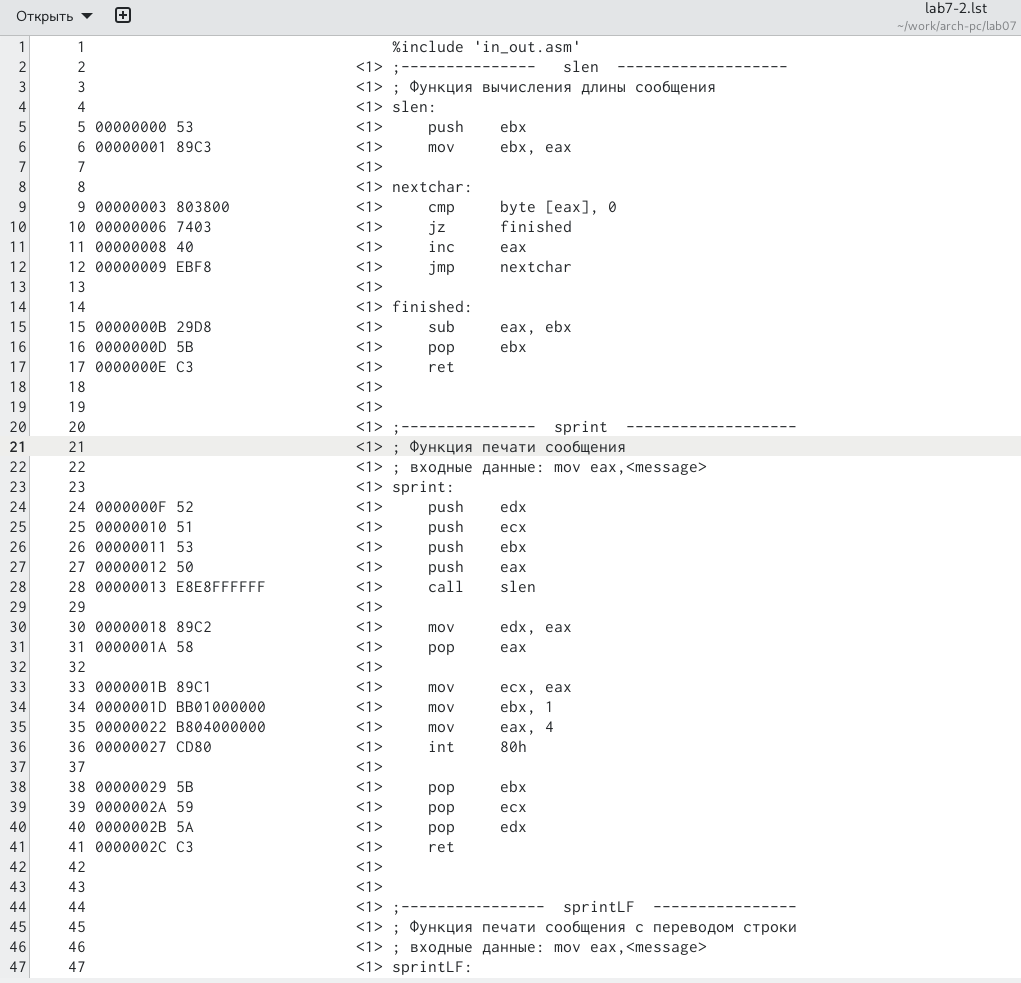 Открыть
lab7-2.lst
~/work/arch-pc/lab07
1 1 %include 'in_out.asm'
2 2 <1> ;--------------- slen -------------------
3 3 <1> ; Функция вычисления длины сообщения
4 4 <1> slen:
5 5 00000000 53 <1> push ebx
6 6 00000001 89C3 <1> mov ebx, eax
7 7 <1>
8 8 <1> nextchar:
9 9 00000003 803800 <1> cmp byte [eax], 0
10 10 00000006 7403 <1> jz finished
11 11 00000008 40 <1> inc eax
12 12 00000009 EBF8 <1> jmp nextchar
13 13 <1>
14 14 <1> finished:
15 15 0000000B 29D8 <1> sub eax, ebx
16 16 0000000D 5B <1> pop ebx
17 17 0000000E C3 <1> ret
18 18 <1>
19 19 <1>
20 20 <1> ;--------------- sprint -------------------
21 21 <1> ; Функция печати сообщения
22 22 <1> ; входные данные: mov eax,<message>
23 23 <1> sprint:
24 24 0000000F 52 <1> push edx
25 25 00000010 51 <1> push ecx
26 26 00000011 53 <1> push ebx
27 27 00000012 50 <1> push eax
28 28 00000013 E8E8FFFFFF <1> call slen
29 29 <1>
30 30 00000018 89C2 <1> mov edx, eax
31 31 0000001A 58 <1> pop eax
32 32 <1>
33 33 0000001B 89C1 <1> mov ecx, eax
34 34 0000001D BB01000000 <1> mov ebx, 1
35 35 00000022 B804000000 <1> mov eax, 4
36 36 00000027 CD80 <1> int 80h
37 37 <1>
38 38 00000029 5B <1> pop ebx
39 39 0000002A 59 <1> pop ecx
40 40 0000002B 5A <1> pop edx
41 41 0000002C C3 <1> ret
42 42 <1>
43 43 <1>
44 44 <1> ;---------------- sprintLF ----------------
45 45 <1> ; Функция печати сообщения с переводом строки
46 46 <1> ; входные данные: mov eax,<message>
47 47 <1> sprintLF: